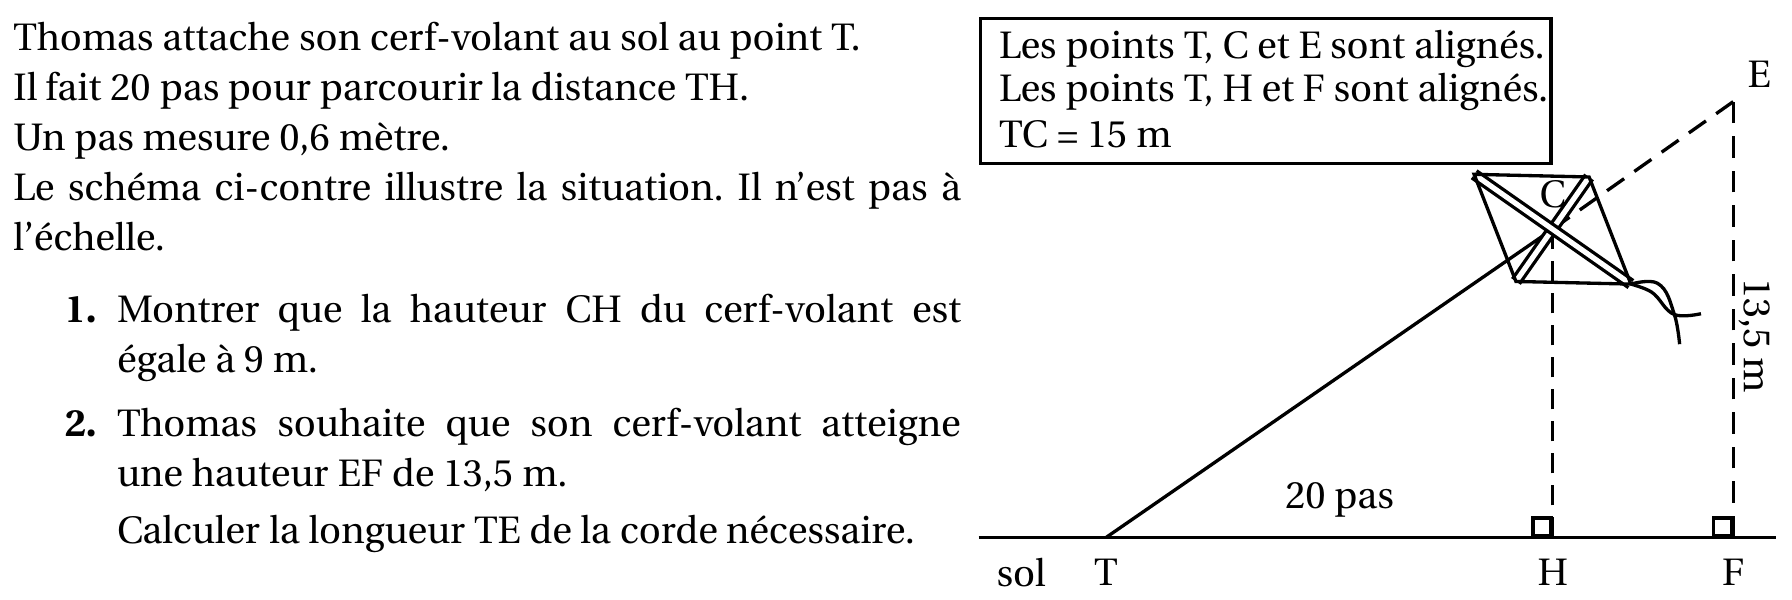 Thomas attache son cerf-volant au sol au point T.
Il fait 20 pas pour parcourir la distance TH.
Un pas mesure 0,6 mètre.
Le schéma ci-contre illustre la situation. Il n'est pas à
l'échelle.
1. Montrer que la hauteur CH du cerf-volant est
égale à 9 m.
2. Thomas souhaite que son cerf-volant atteigne
une hauteur EF de 13,5 m.
Calculer la longueur TE de la corde nécessaire.
Les points T, C et E sont alignés.
Les points T, H et F sont alignés.
TC = 15 m
E
C
13,5 m
20 pas
sol
T
H
F